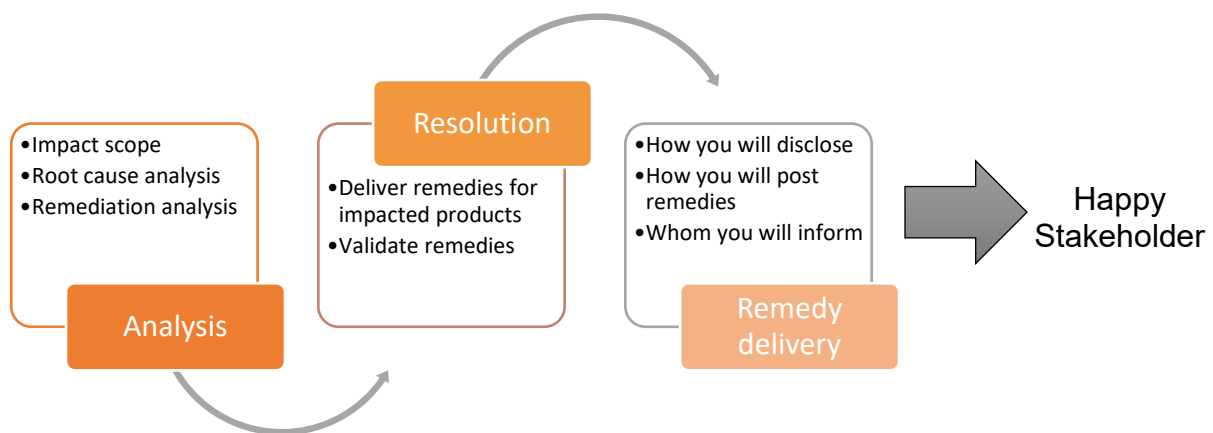 •Impact scope
•Root cause analysis
•Remediation analysis
Analysis
Resolution
•Deliver remedies for
impacted products
•Validate remedies
•How you will disclose
•How you will post
remedies
•Whom you will inform
Remedy
delivery
Happy
Stakeholder